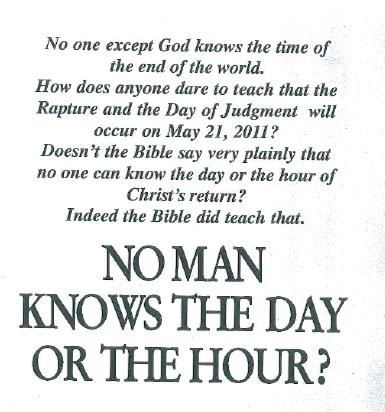 No one except God knows the time of
the end of the world.
How does anyone dare to teach that the
Rapture and the Day of Judgment will
occur on May 21, 2011?
Doesn't the Bible say very plainly that
no one can know the day or the hour of
Christ's return?
Indeed the Bible did teach that.
NO MAN
KNOWS THE DAY
OR THE HOUR?